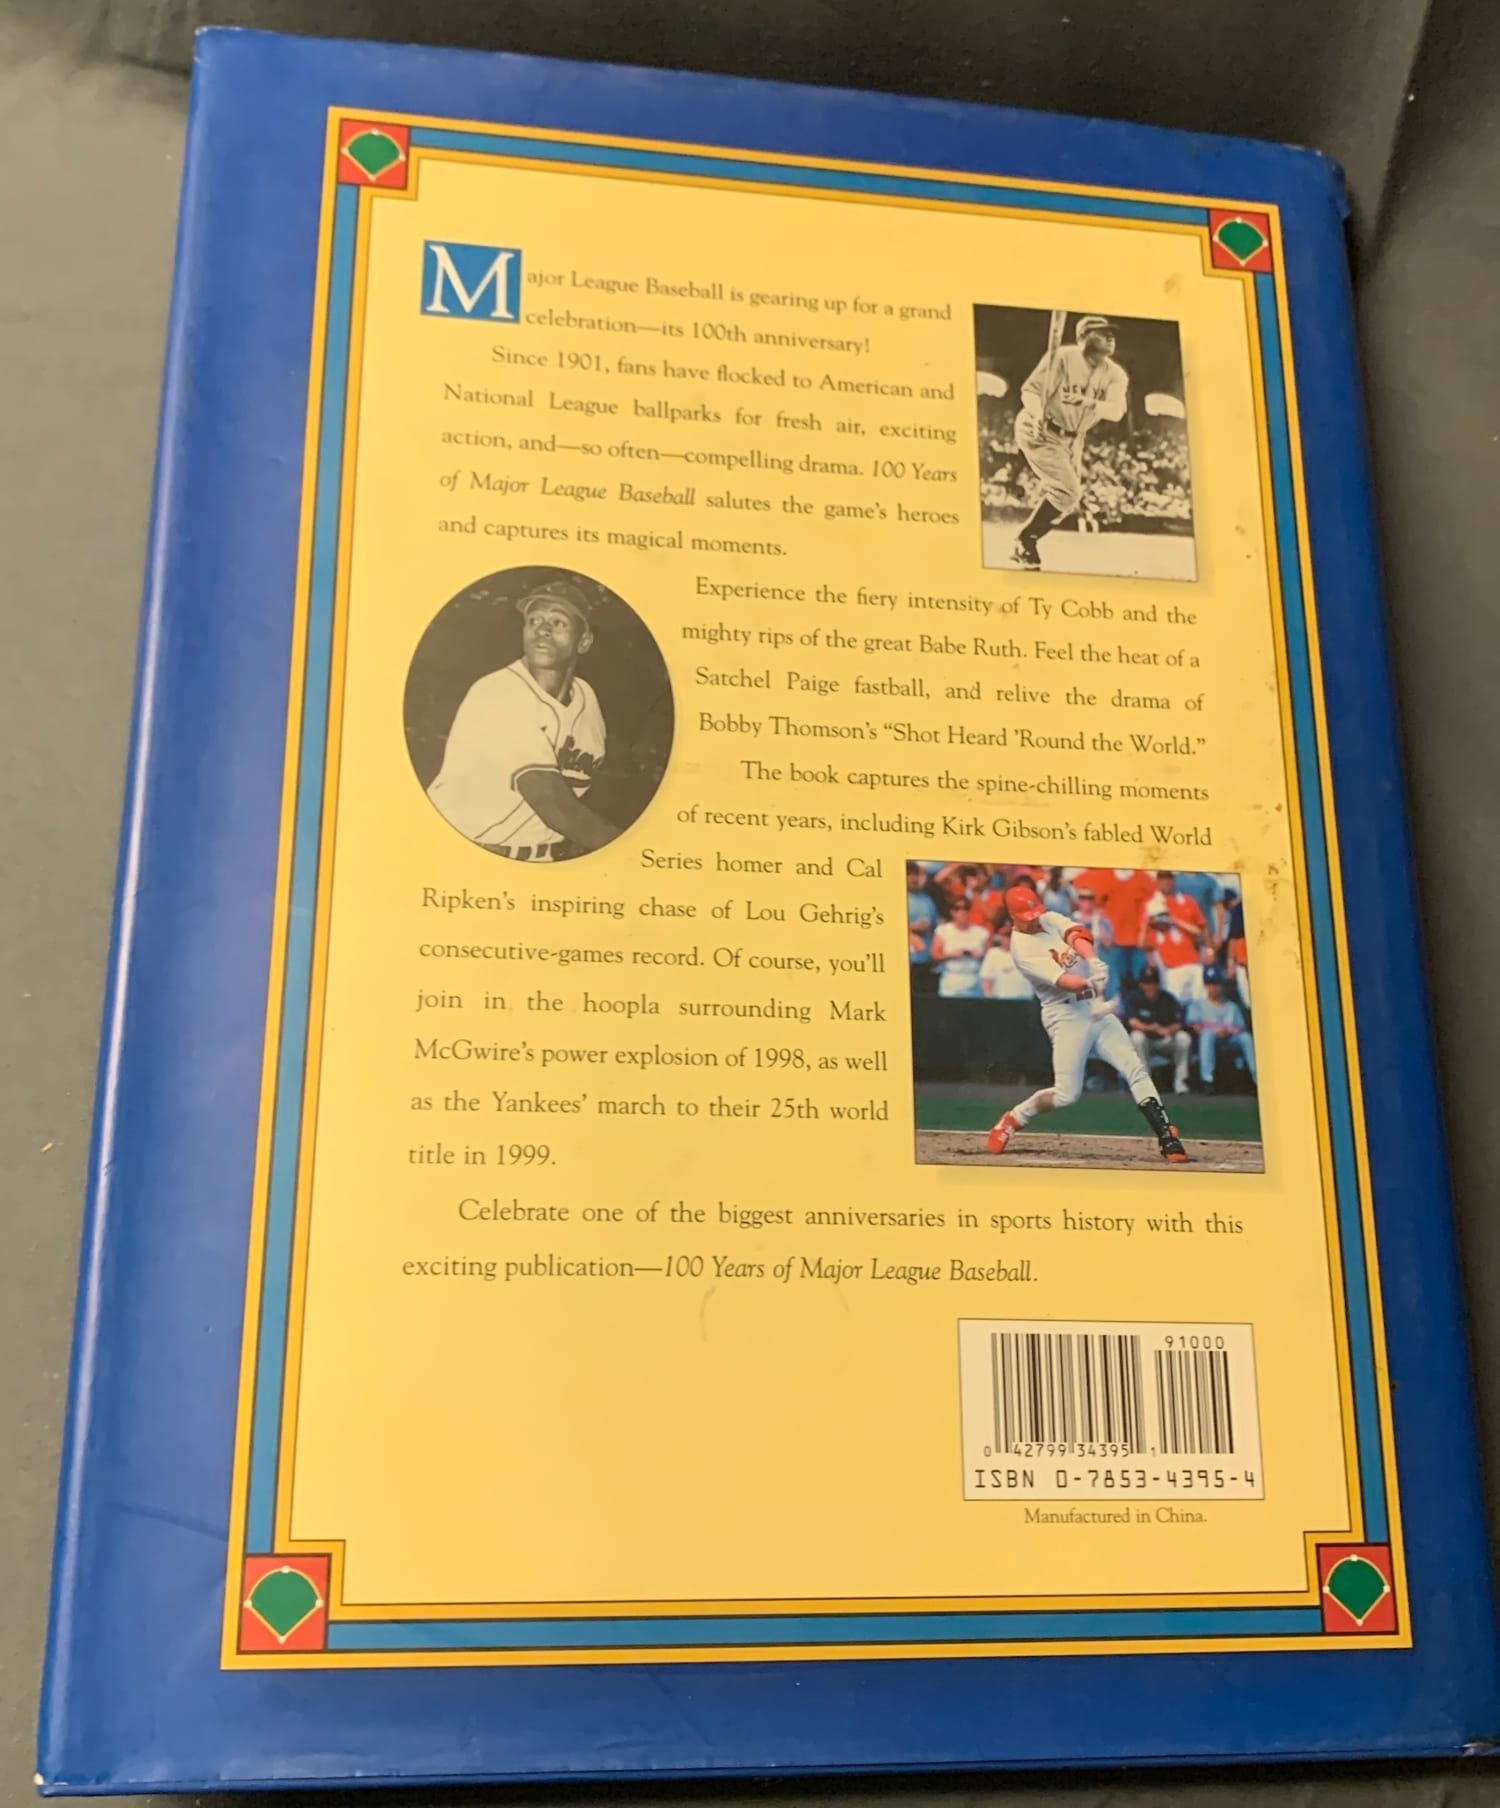 Major League Baseball is gearing up for a grand
celebration—its 100th anniversary!
Since 1901, fans have flocked to American and
National League ballparks for fresh air, exciting
action, and—so often—compelling drama. 100 Years
of Major League Baseball salutes the game's heroes
and captures its magical moments.
NEW YORK
Experience the fiery intensity of Ty Cobb and the
mighty rips of the great Babe Ruth. Feel the heat of a
Satchel Paige fastball, and relive the drama of
Bobby Thomson's “Shot Heard ’Round the World.”
The book captures the spine-chilling moments
of recent years, including Kirk Gibson's fabled World
Series homer and Cal
Ripken's inspiring chase of Lou Gehrig's
consecutive-games record. Of course, you'll
join in the hoopla surrounding Mark
McGwire's power explosion of 1998, as well
as the Yankees' march to their 25th world
title in 1999.
Celebrate one of the biggest anniversaries in sports history with this
exciting publication—100 Years of Major League Baseball.
91000
0 42799 34395 1
ISBN 0-7853-4395-4
Manufactured in China.